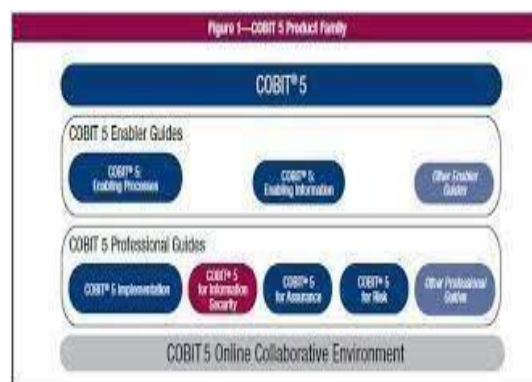 Figure 1—COBIT 5 Product Family
COBIT® 5
COBIT 5 Enabler Guides
COBIT® 5:
Enabling Processes
COBIT® 5:
Enabling Information
Other Enabler
Guides
COBIT 5 Professional Guides
COBIT® 5 Implementation
COBIT® 5
for Information
Security
COBIT® 5
for Assurance
COBIT® 5
for Risk
Other Professional
Guides
COBIT 5 Online Collaborative Environment